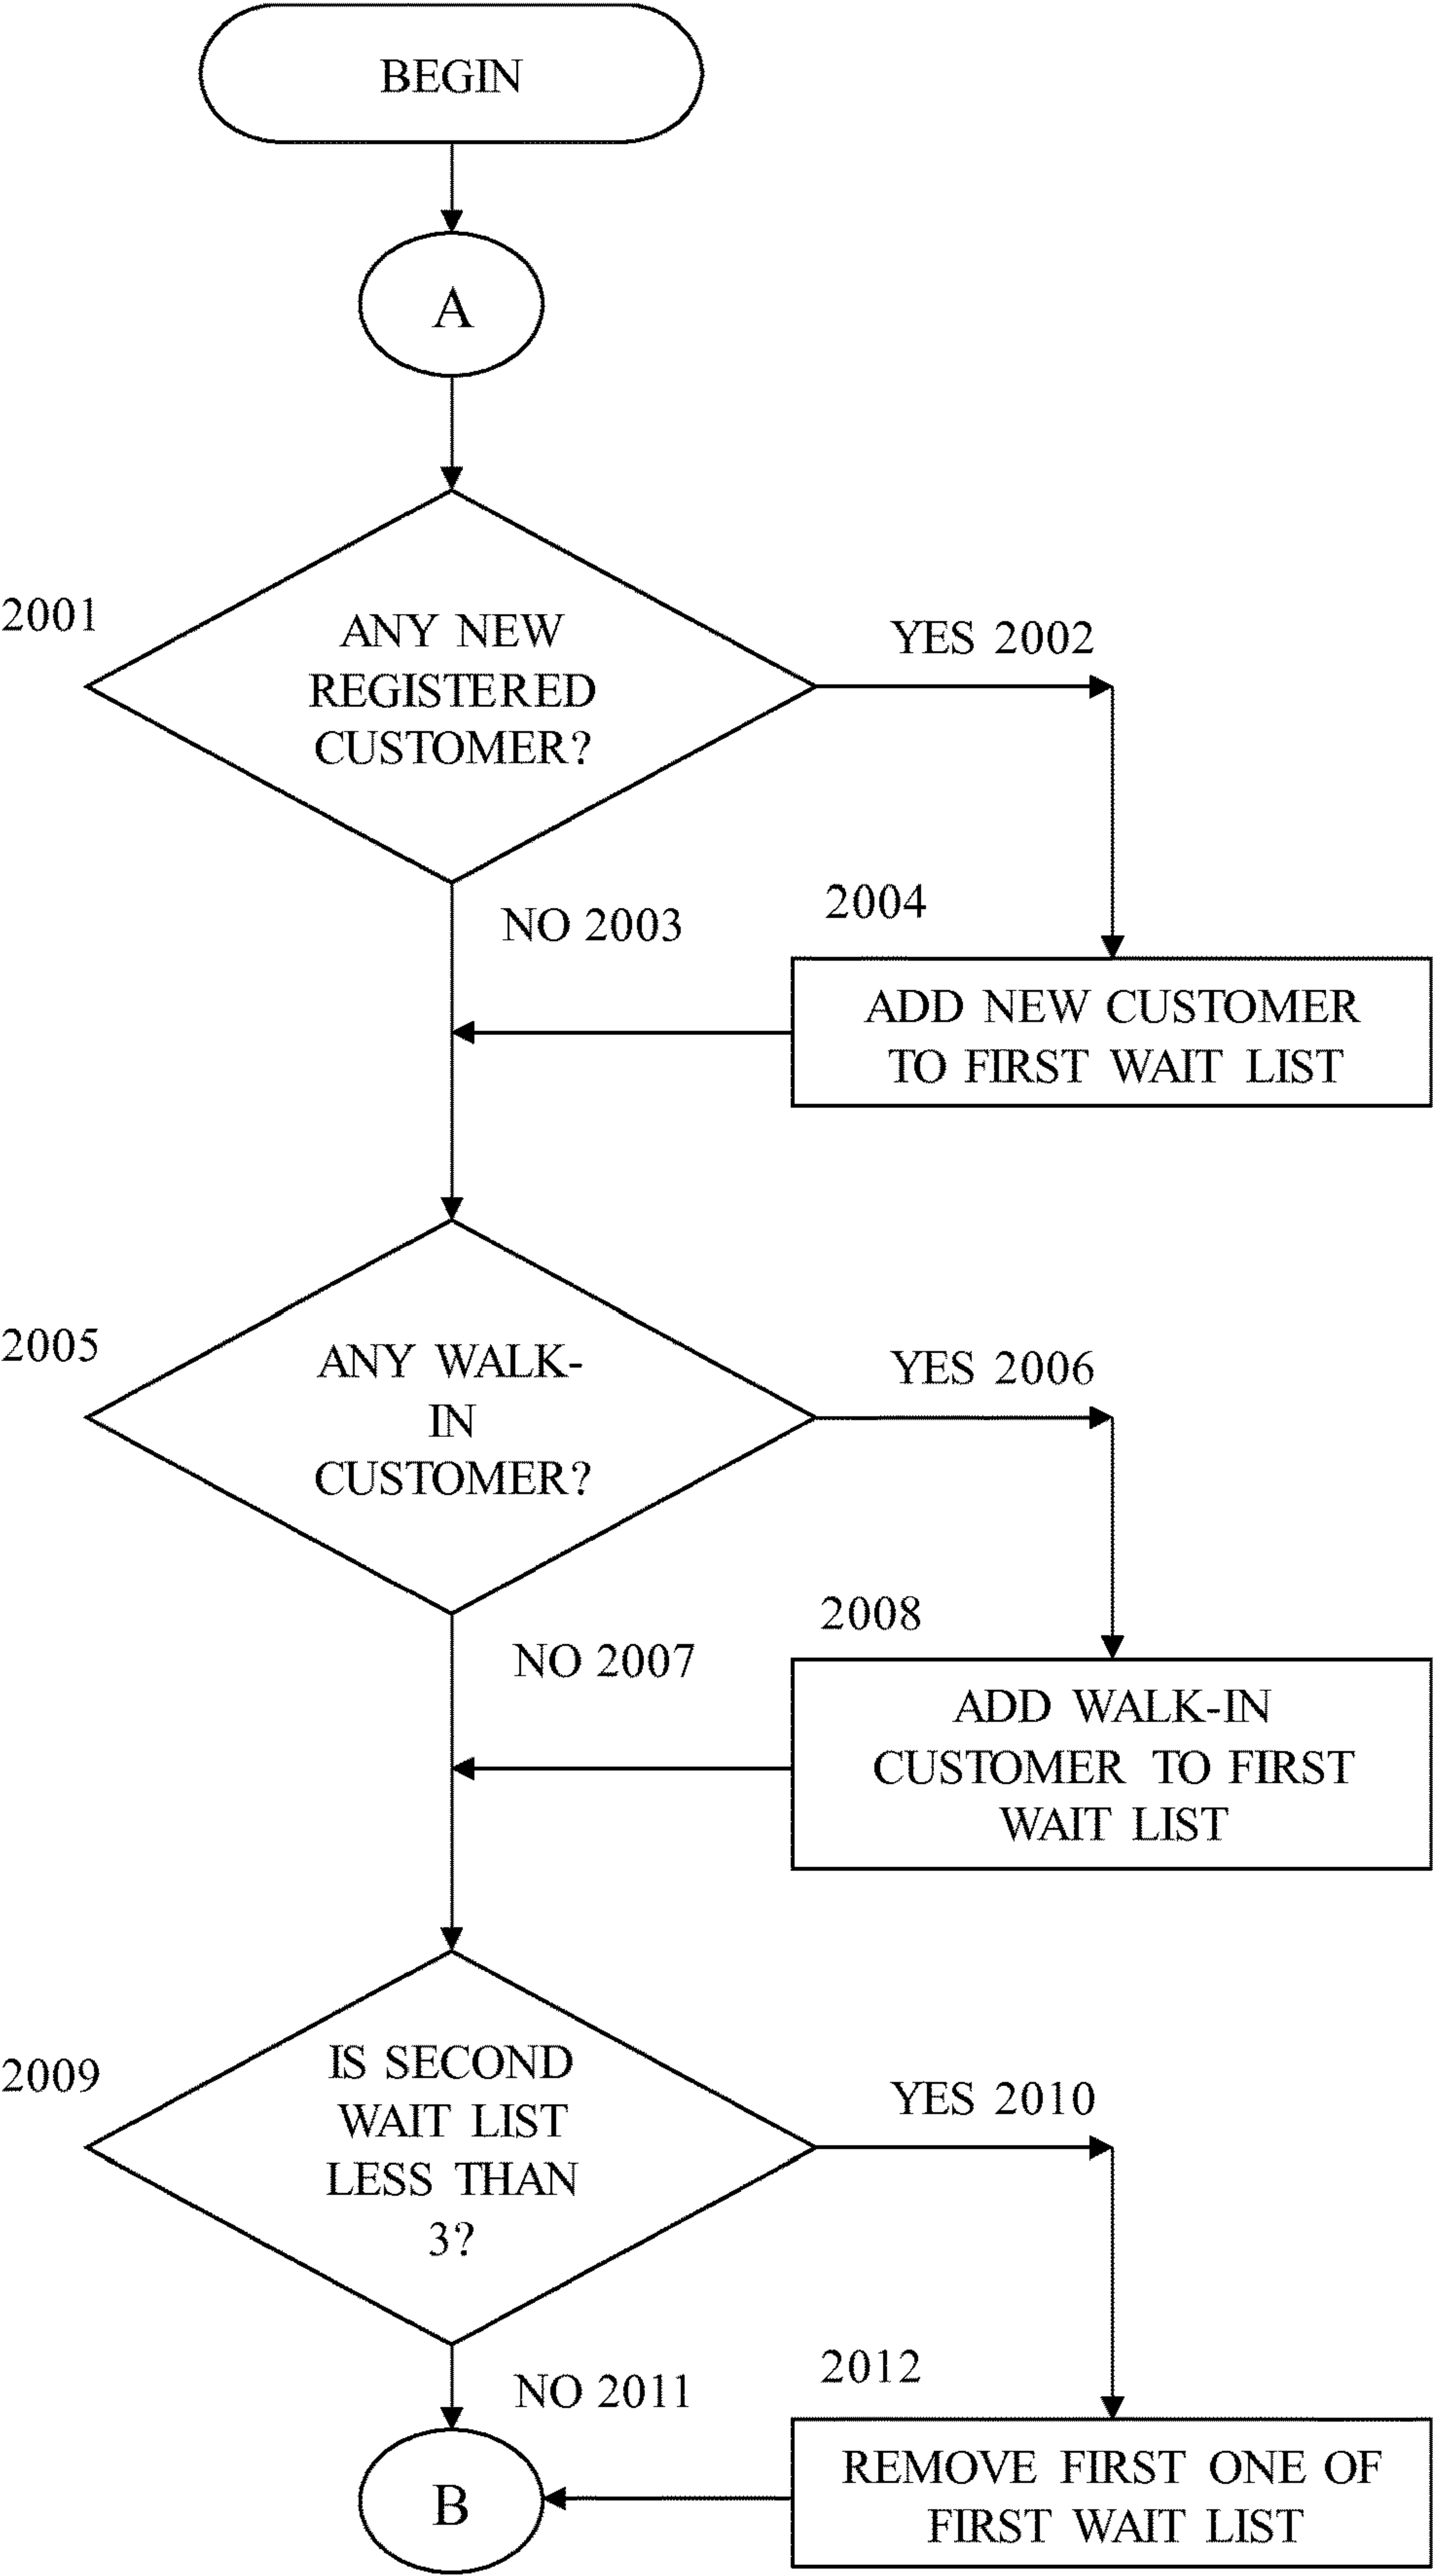 BEGIN
A
2001
ANY NEW
REGISTERED
CUSTOMER?
YES 2002
NO 2003
2004
ADD NEW CUSTOMER
TO FIRST WAIT LIST
2005
ANY WALK-
IN
CUSTOMER?
YES 2006
NO 2007
2008
ADD WALK-IN
CUSTOMER TO FIRST
WAIT LIST
2009
IS SECOND
WAIT LIST
LESS THAN
3?
YES 2010
NO 2011
2012
REMOVE FIRST ONE OF
FIRST WAIT LIST
B